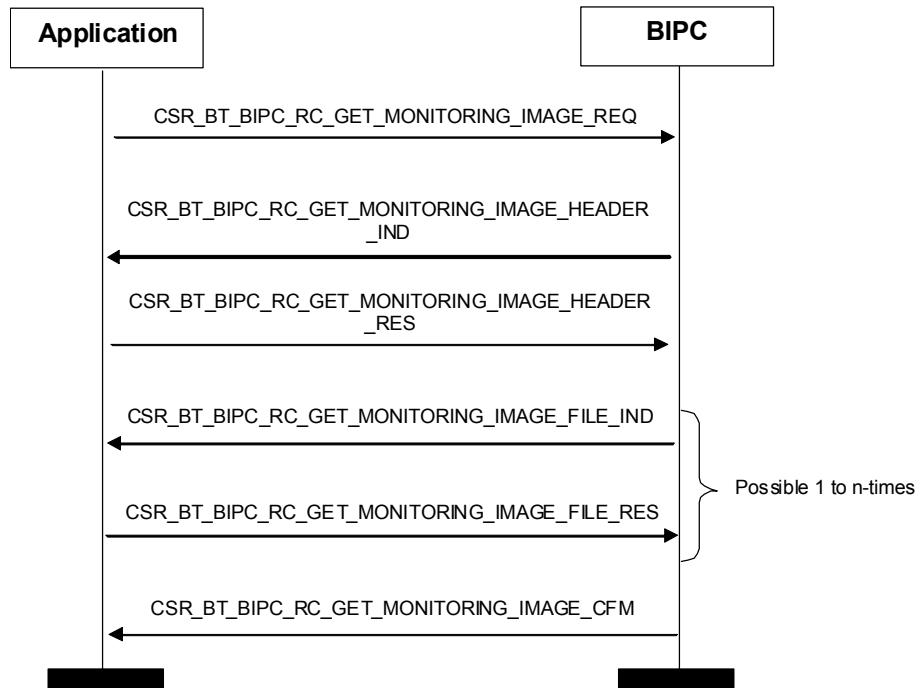 Application
BIPC
CSR_BT_BIPC_RC_GET_MONITORING_IMAGE_REQ
CSR_BT_BIPC_RC_GET_MONITORING_IMAGE_HEADER
_IND
CSR_BT_BIPC_RC_GET_MONITORING_IMAGE_HEADER
_RES
CSR_BT_BIPC_RC_GET_MONITORING_IMAGE_FILE_IND
Possible 1 to n-times
CSR_BT_BIPC_RC_GET_MONITORING_IMAGE_FILE_RES
CSR_BT_BIPC_RC_GET_MONITORING_IMAGE_CFM